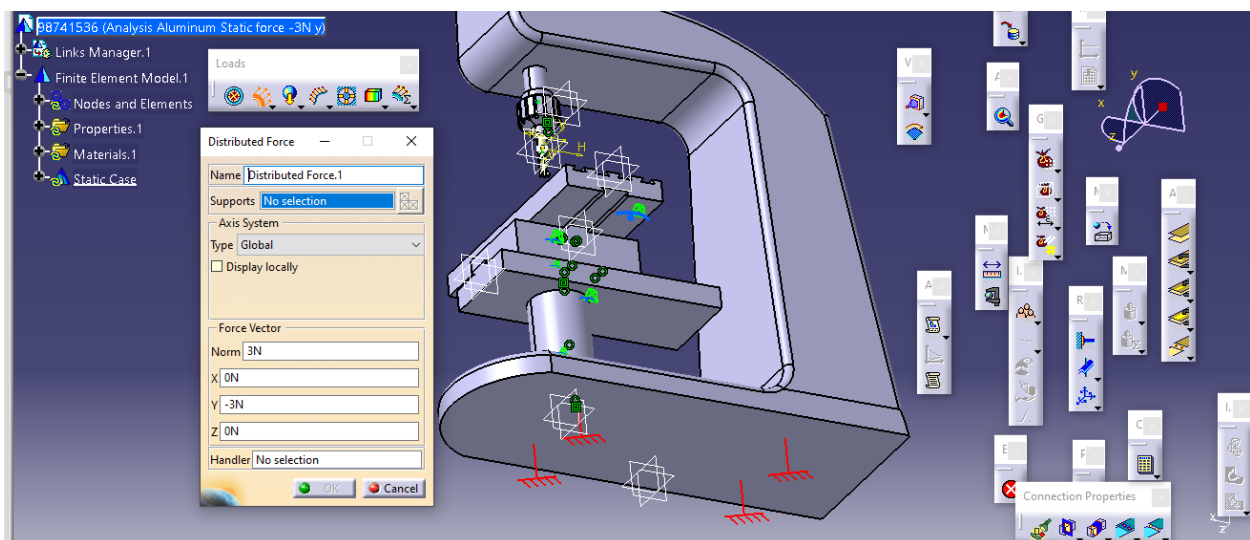 98741536 (Analysis Aluminum Static force -3N y)
Links Manager.1
Finite Element Model.1
Nodes and Elements
Properties.1
Materials.1
Static Case
Loads
Distributed Force
Name Distributed Force.1
Supports No selection
Axis System
Type Global
Display locally
Force Vector
Norm 3N
X 0N
Y -3N
Z 0N
Handler No selection
OK Cancel
H
V
A
G
M
A
A
I.
R
M
C
E
I.
y
x
z
Connection Properties